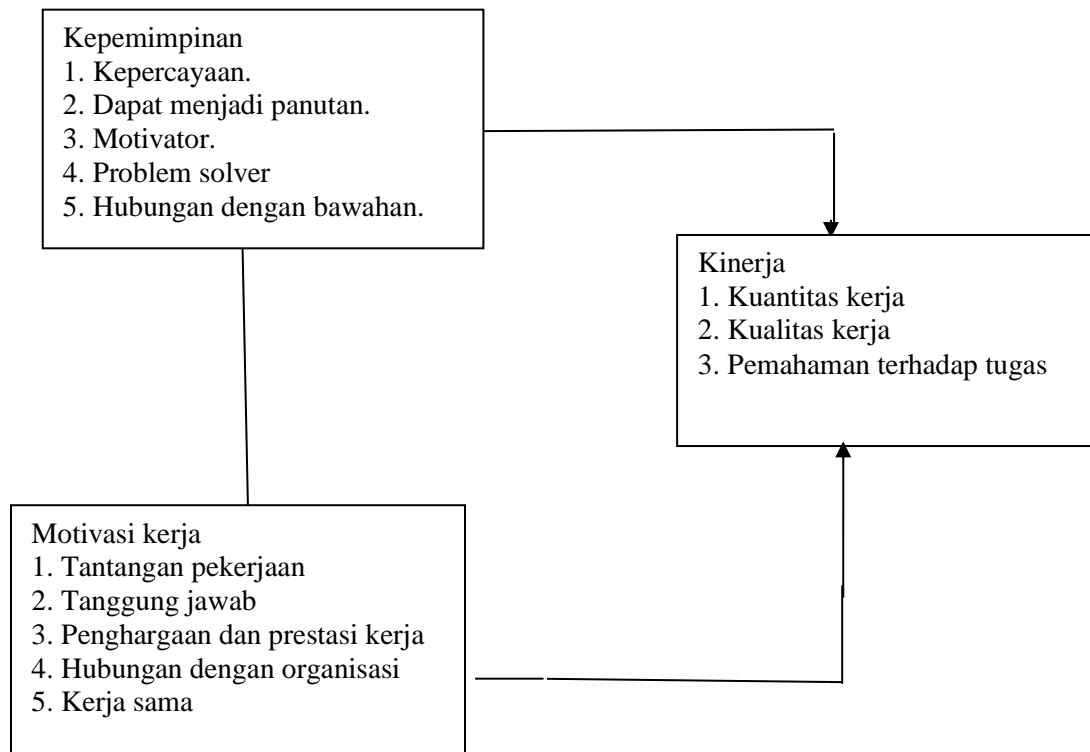 Kepemimpinan
1. Kepercayaan.
2. Dapat menjadi panutan.
3. Motivator.
4. Problem solver
5. Hubungan dengan bawahan.
Kinerja
1. Kuantitas kerja
2. Kualitas kerja
3. Pemahaman terhadap tugas
Motivasi kerja
1. Tantangan pekerjaan
2. Tanggung jawab
3. Penghargaan dan prestasi kerja
4. Hubungan dengan organisasi
5. Kerja sama